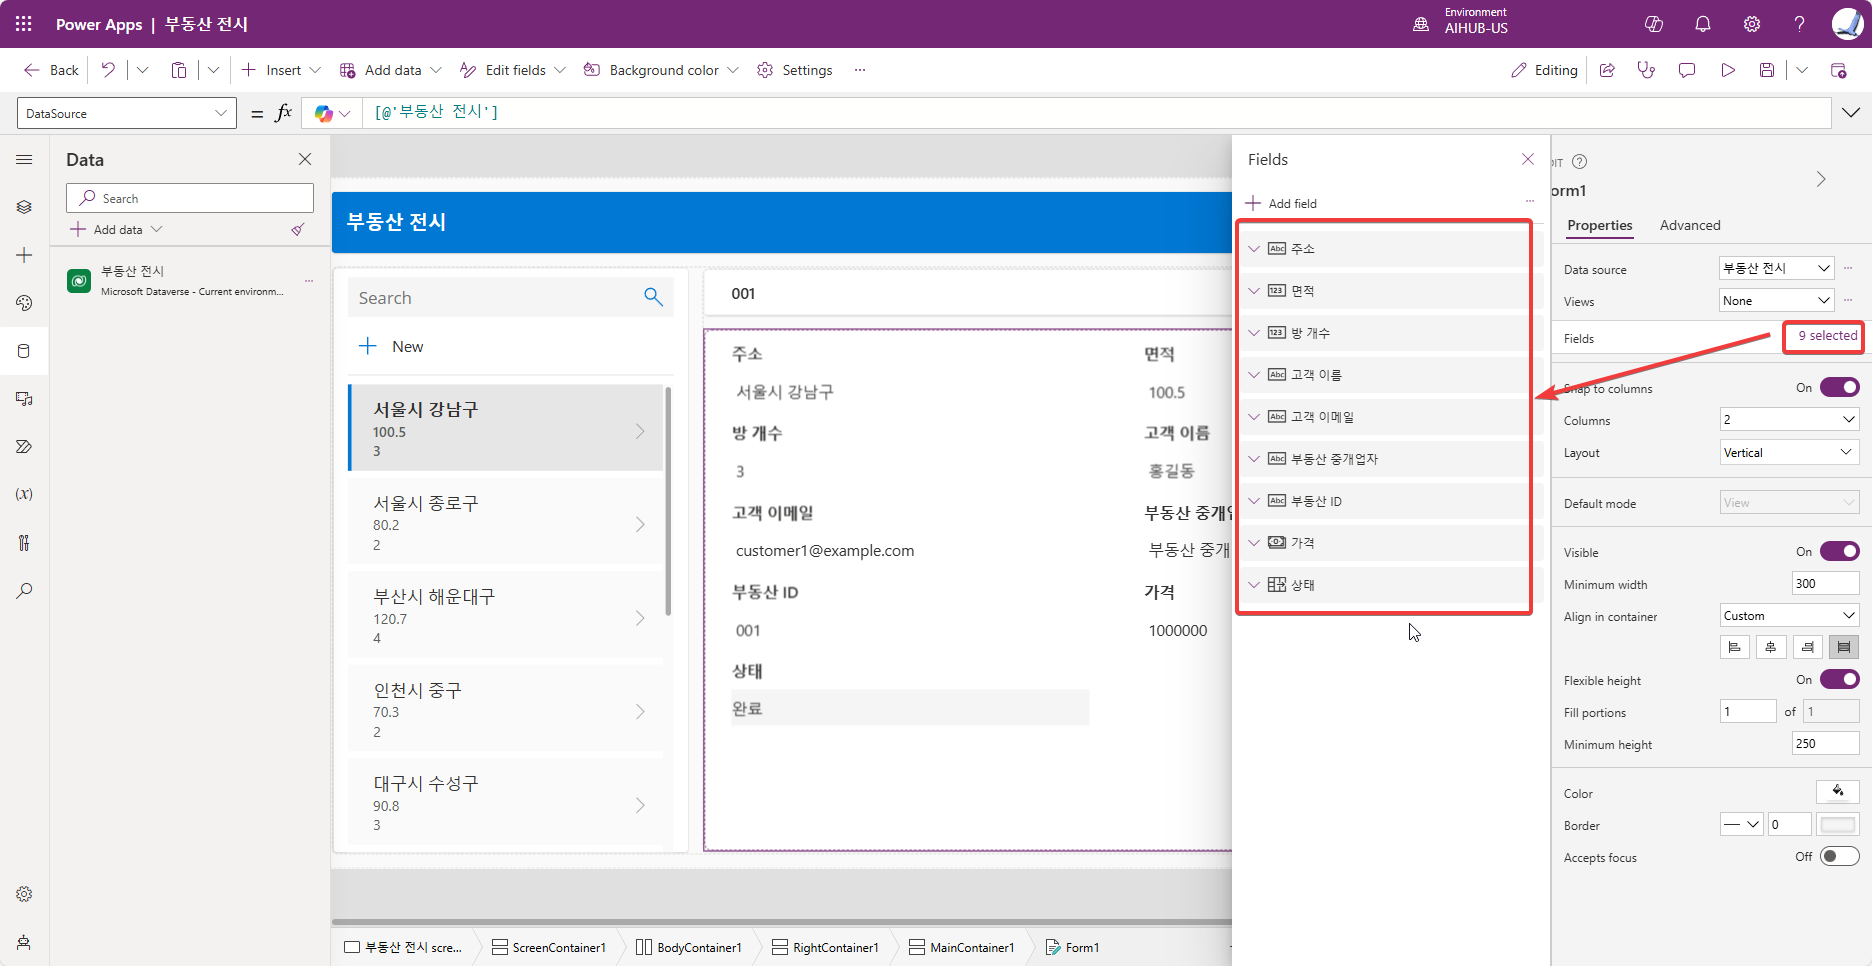 Power Apps | 부동산 전시
Environment
AIHUB-US
Back
Insert
Add data
Edit fields
Background color
Settings
Editing
DataSource
= fx
[@'부동산 전시']
Data
Search
Add data
부동산 전시
Microsoft Dataverse - Current environm...
부동산 전시
Search
New
서울시 강남구
100.5
3
서울시 종로구
80.2
2
부산시 해운대구
120.7
4
인천시 중구
70.3
2
대구시 수성구
90.8
3
001
주소
서울시 강남구
면적
100.5
방 개수
3
고객 이름
홍길동
고객 이메일
customer1@example.com
부동산 중개
부동산 중개
부동산 ID
001
가격
1000000
상태
완료
Fields
Add field
Abc 주소
123 면적
123 방 개수
Abc 고객 이름
Abc 고객 이메일
Abc 부동산 중개업자
Abc 부동산 ID
가격
상태
DIT
orm1
Properties
Advanced
Data source
부동산 전시
Views
None
Fields
9 selected
Snap to columns
On
Columns
2
Layout
Vertical
Default mode
View
Visible
On
Minimum width
300
Align in container
Custom
Flexible height
On
Fill portions
1 of 1
Minimum height
250
Color
Border
0
Accepts focus
Off
부동산 전시 scre...
ScreenContainer1
BodyContainer1
RightContainer1
MainContainer1
Form1